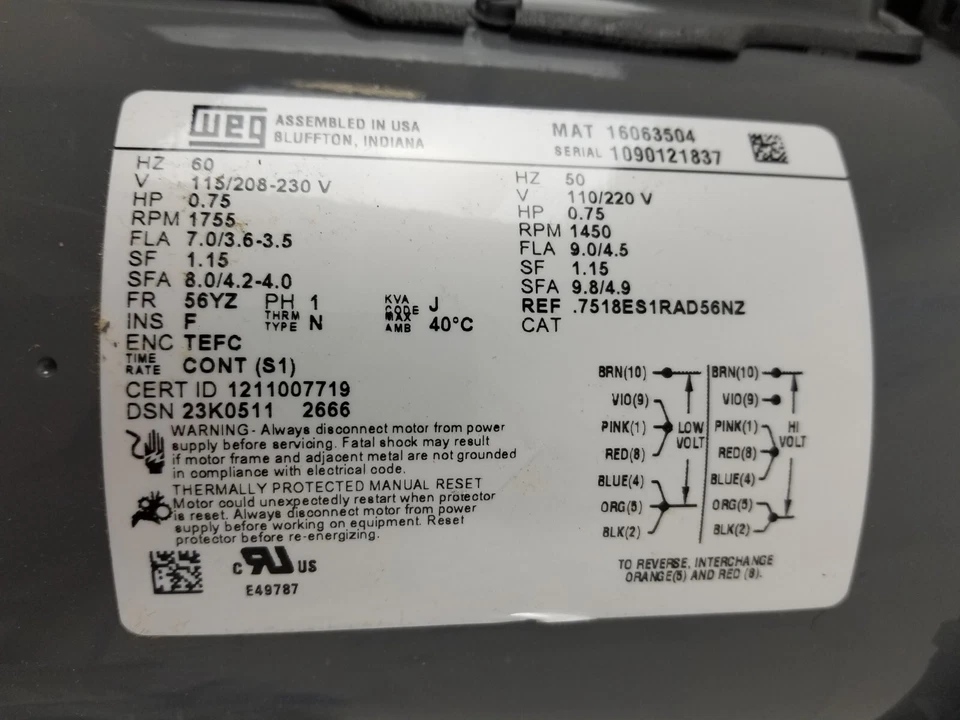 WEG ASSEMBLED IN USA
BLUFFTON, INDIANA
MAT 16063504
SERIAL 1090121837
HZ 60
V 115/208-230 V
HP 0.75
RPM 1755
FLA 7.0/3.6-3.5
SF 1.15
SFA 8.0/4.2-4.0
FR 56YZ PH 1 KVA CODE J
INS F THRM TYPE N MAX AMB 40°C
ENC TEFC
TIME RATE CONT (S1)
CERT ID 1211007719
DSN 23K0511 2666
HZ 50
V 110/220 V
HP 0.75
RPM 1450
FLA 9.0/4.5
SF 1.15
SFA 9.8/4.9
REF .7518ES1RAD56NZ
CAT
WARNING- Always disconnect motor from power
supply before servicing. Fatal shock may result
if motor frame and adjacent metal are not grounded
in compliance with electrical code.
THERMALLY PROTECTED MANUAL RESET
Motor could unexpectedly restart when protector
is reset. Always disconnect motor from power
supply before working on equipment. Reset
protector before re-energizing.
c RU US
E49787
BRN(10)
VIO(9)
PINK(1)
RED(8)
BLUE(4)
ORG(5)
BLK(2)
LOW
VOLT
BRN(10)
VIO(9)
PINK(1)
RED(8)
BLUE(4)
ORG(5)
BLK(2)
HI
VOLT
TO REVERSE, INTERCHANGE
ORANGE(5) AND RED (8).